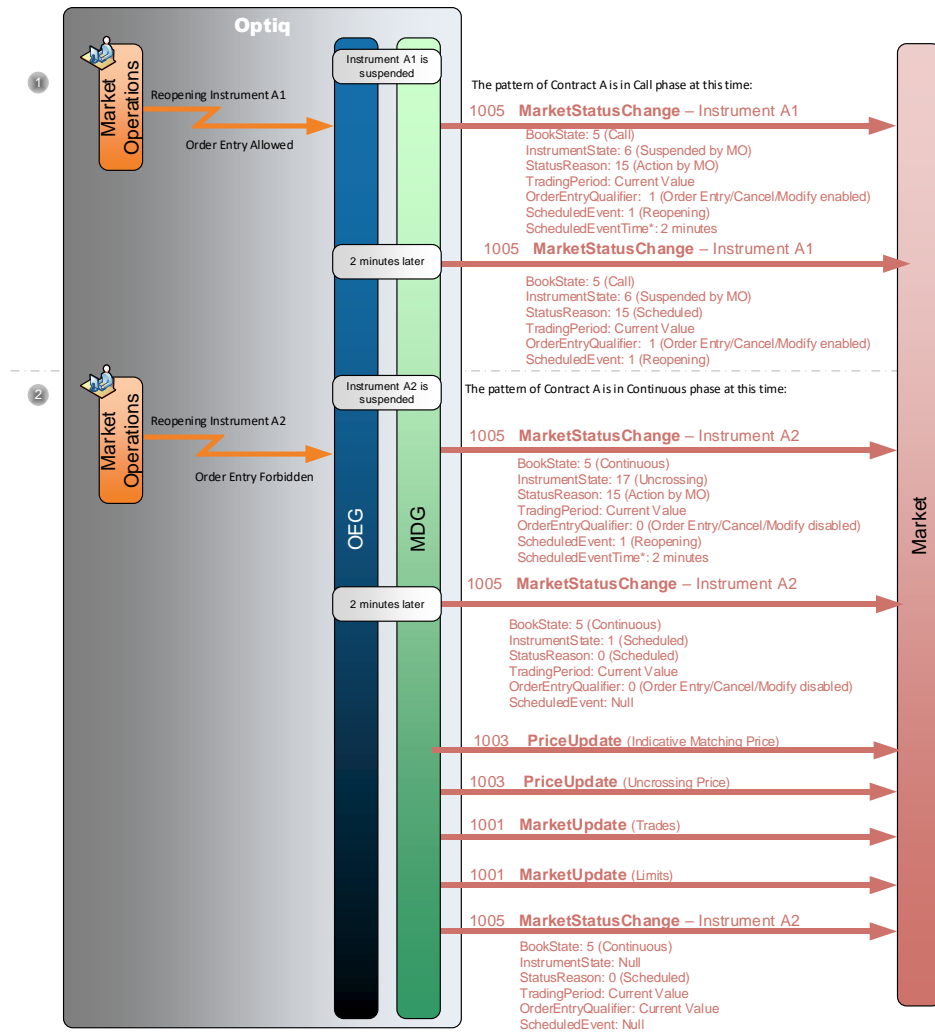 Optiq
Market Operations
1
Instrument A1 is suspended
Reopening Instrument A1
Order Entry Allowed
The pattern of Contract A is in Call phase at this time:
1005 MarketStatusChange – Instrument A1
BookState: 5 (Call)
InstrumentState: 6 (Suspended by MO)
StatusReason: 15 (Action by MO)
TradingPeriod: Current Value
OrderEntryQualifier: 1 (Order Entry/Cancel/Modify enabled)
ScheduledEvent: 1 (Reopening)
ScheduledEventTime*: 2 minutes
2 minutes later
1005 MarketStatusChange – Instrument A1
BookState: 5 (Call)
InstrumentState: 6 (Suspended by MO)
StatusReason: 15 (Scheduled)
TradingPeriod: Current Value
OrderEntryQualifier: 1 (Order Entry/Cancel/Modify enabled)
ScheduledEvent: 1 (Reopening)
2
Market Operations
Instrument A2 is suspended
Reopening Instrument A2
Order Entry Forbidden
The pattern of Contract A is in Continuous phase at this time:
1005 MarketStatusChange – Instrument A2
BookState: 5 (Continuous)
InstrumentState: 17 (Uncrossing)
StatusReason: 15 (Action by MO)
TradingPeriod: Current Value
OrderEntryQualifier: 0 (Order Entry/Cancel/Modify disabled)
ScheduledEvent: 1 (Reopening)
ScheduledEventTime*: 2 minutes
OEG
MDG
Market
2 minutes later
1005 MarketStatusChange – Instrument A2
BookState: 5 (Continuous)
InstrumentState: 1 (Scheduled)
StatusReason: 0 (Scheduled)
TradingPeriod: Current Value
OrderEntryQualifier: 0 (Order Entry/Cancel/Modify disabled)
ScheduledEvent: Null
1003 PriceUpdate (Indicative Matching Price)
1003 PriceUpdate (Uncrossing Price)
1001 MarketUpdate (Trades)
1001 MarketUpdate (Limits)
1005 MarketStatusChange – Instrument A2
BookState: 5 (Continuous)
InstrumentState: Null
StatusReason: 0 (Scheduled)
TradingPeriod: Current Value
OrderEntryQualifier: Current Value
ScheduledEvent: Null